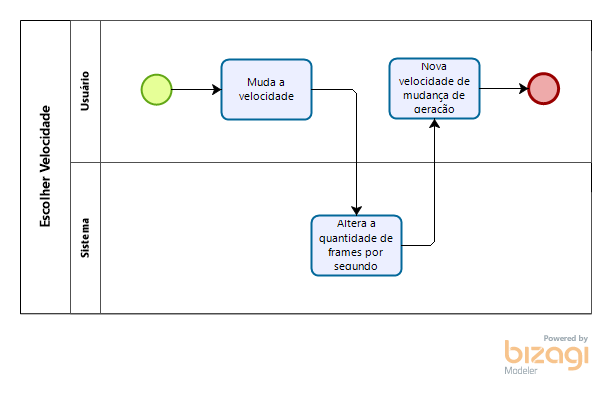 Escolher Velocidade
Usuário
Muda a
velocidade
Nova
velocidade de
mudança de
geração
Sistema
Altera a
quantidade de
frames por
segundo
Powered by
bizagi
Modeler